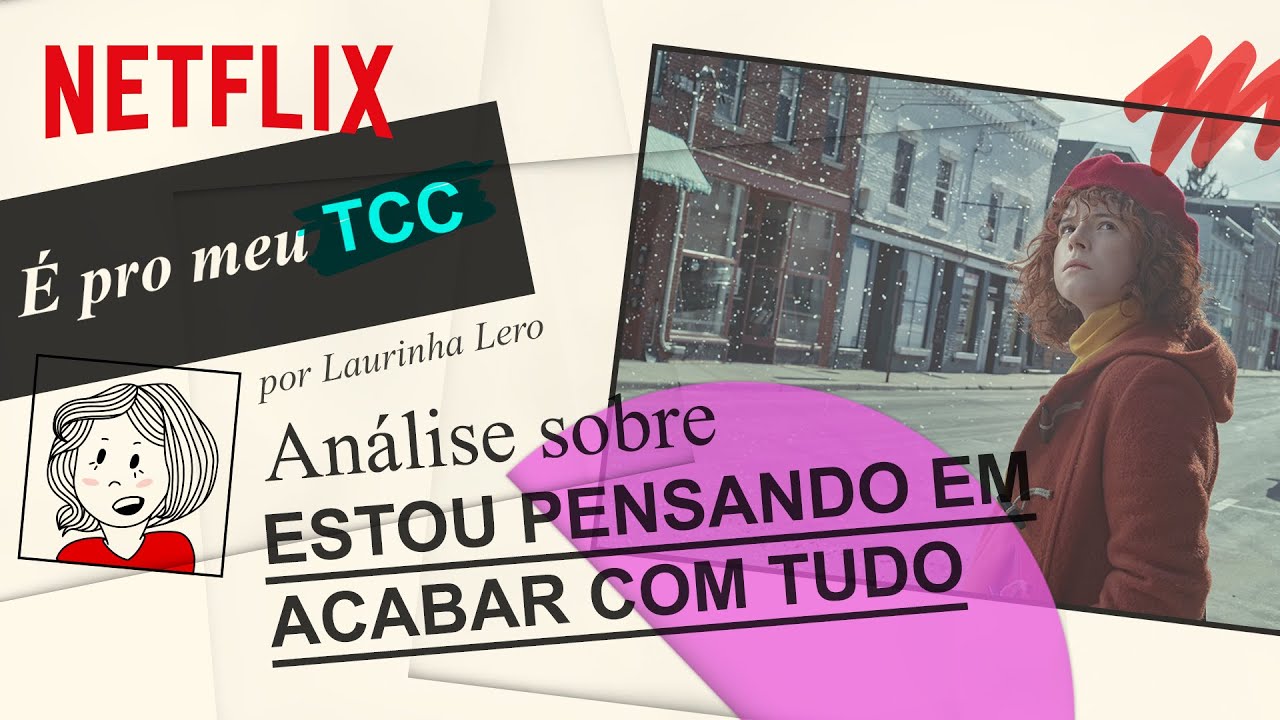 NETFLIX
É pro meu TCC
por Laurinha Lero
Análise sobre
ESTOU PENSANDO EM
ACABAR COM TUDO